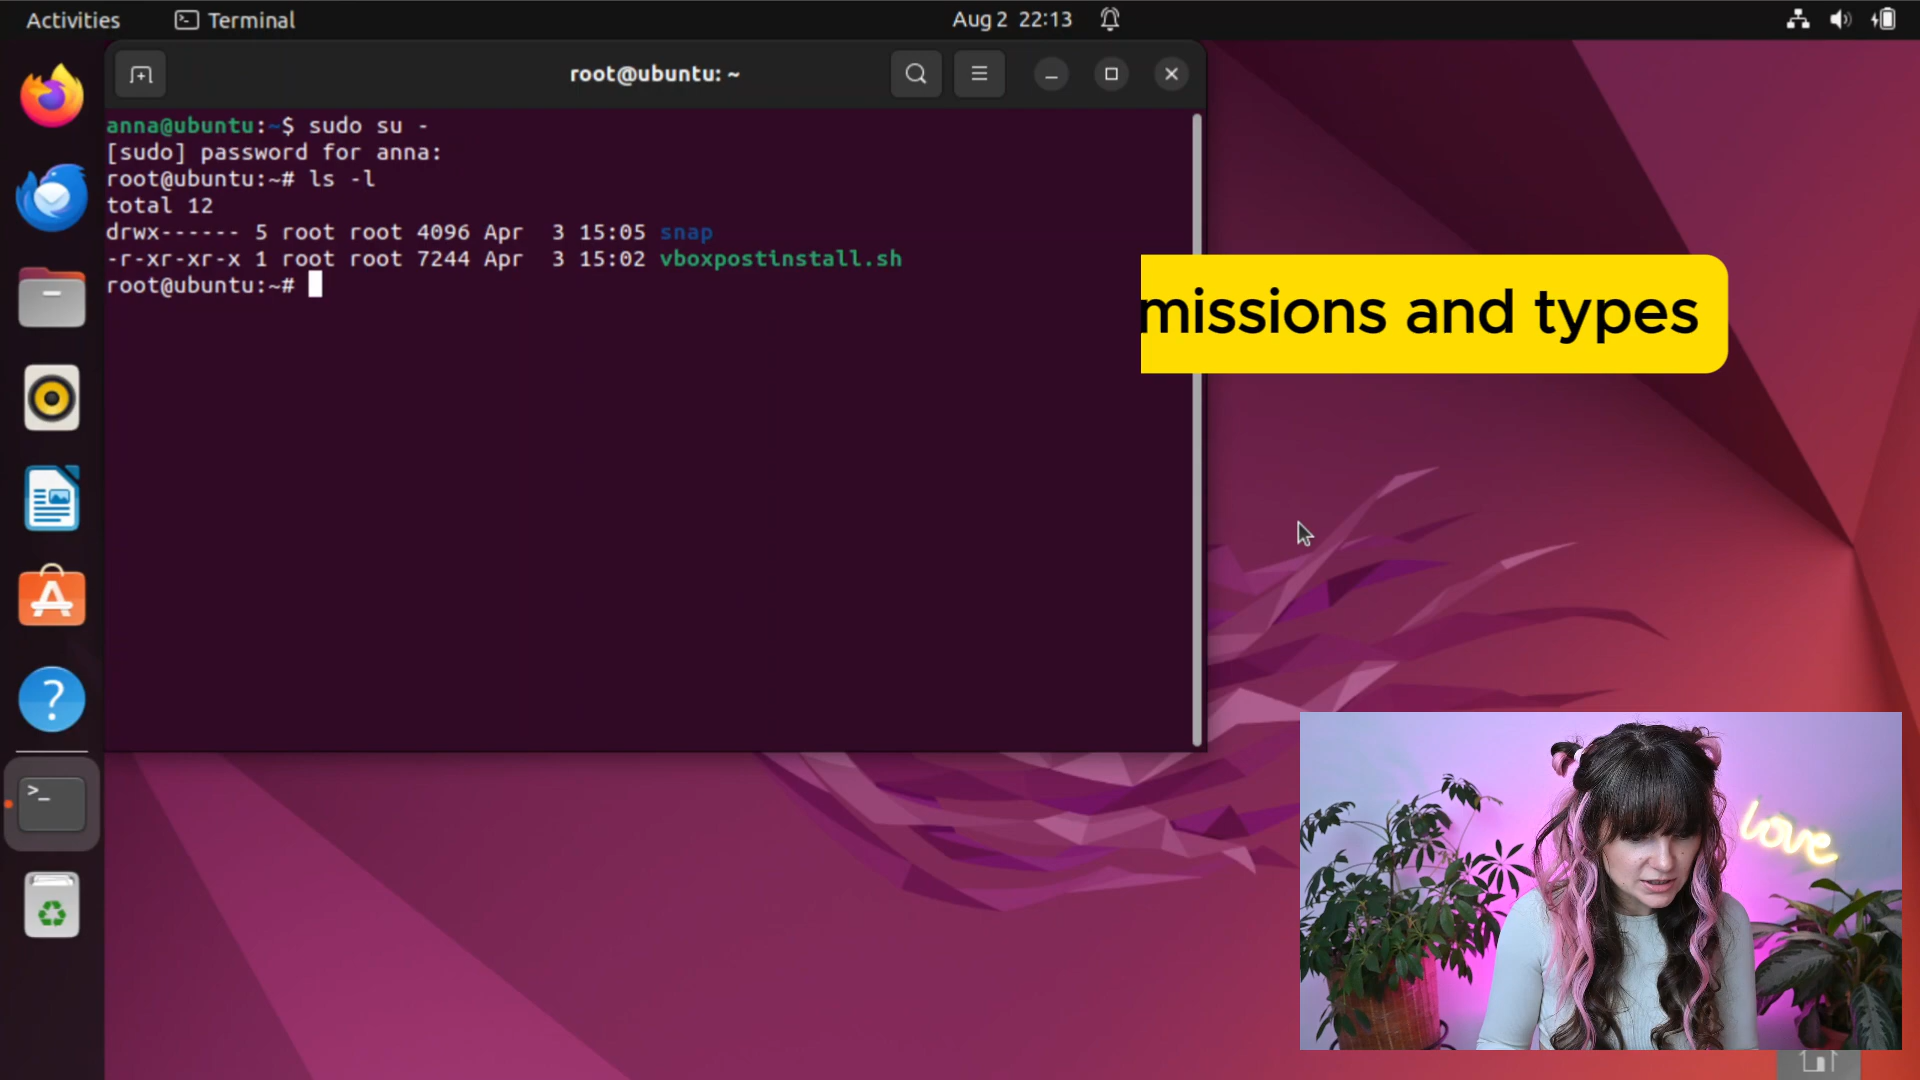 Activities
Terminal
Aug 2 22:13
root@ubuntu: ~
anna@ubuntu:~$ sudo su -
[sudo] password for anna:
root@ubuntu:~# ls -l
total 12
drwx------ 5 root root 4096 Apr  3 15:05 snap
-r-xr-xr-x 1 root root 7244 Apr  3 15:02 vboxpostinstall.sh
root@ubuntu:~#
missions and types
love